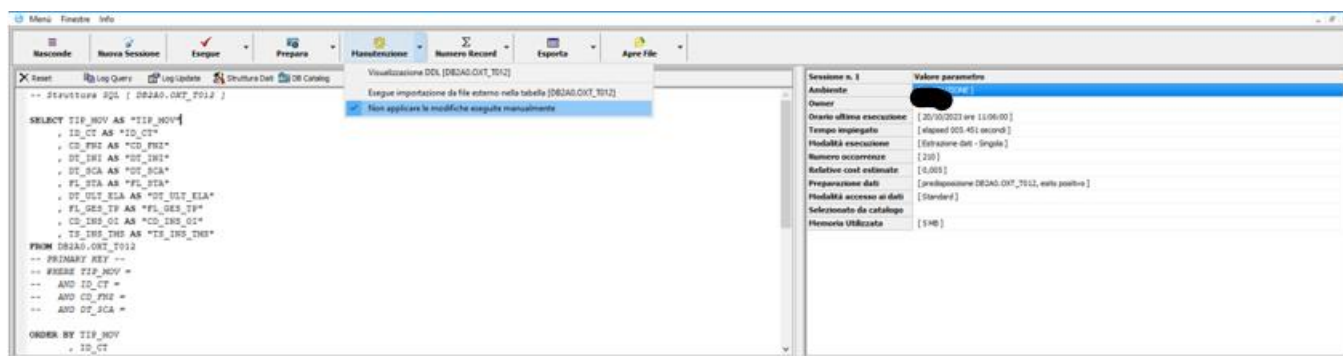 Menù Finestre Info
Nasconde Nuova Sessione Esegue Prepara Manutenzione Numero Record Esporta Apre File
Reset Log Query Log Update Struttura Dati DB Catalog
Visualizzazione DDL [DB2A0.OXT_T012]
Esegue importazione da file esterno nella tabella [DB2A0.OXT_T012]
Non applicare le modifiche eseguite manualmente
-- Struttura SQL [ DB2A0.OXT_T012 ]
SELECT TIP_MOV AS "TIP_MOV"
, ID_CT AS "ID_CT"
, CD_FNZ AS "CD_FNZ"
, DT_INI AS "DT_INI"
, DT_SCA AS "DT_SCA"
, FL_STA AS "FL_STA"
, DT_ULT_ELA AS "DT_ULT_ELA"
, FL_GES_TP AS "FL_GES_TP"
, CD_INS_OI AS "CD_INS_OI"
, TS_INS_THS AS "TS_INS_THS"
FROM DB2A0.OXT_T012
-- PRIMARY KEY --
-- WHERE TIP_MOV =
-- AND ID_CT =
-- AND CD_FNZ =
-- AND DT_SCA =
ORDER BY TIP_MOV
, ID_CT
Sessione n. 1 Valore parametro
Ambiente
Owner
Orario ultima esecuzione [ 20/10/2023 ore 11:06:00 ]
Tempo impiegato [ elapsed 005.451 secondi ]
Modalità esecuzione [ Estrazione dati - Singola ]
Numero occorrenze [ 210 ]
Relative cost estimate [ 0,005 ]
Preparazione dati [ predisposizione DB2A0.OXT_T012, esito positivo ]
Modalità accesso ai dati [ Standard ]
Selezionato da catalogo
Memoria Utilizzata [ 5 MB ]